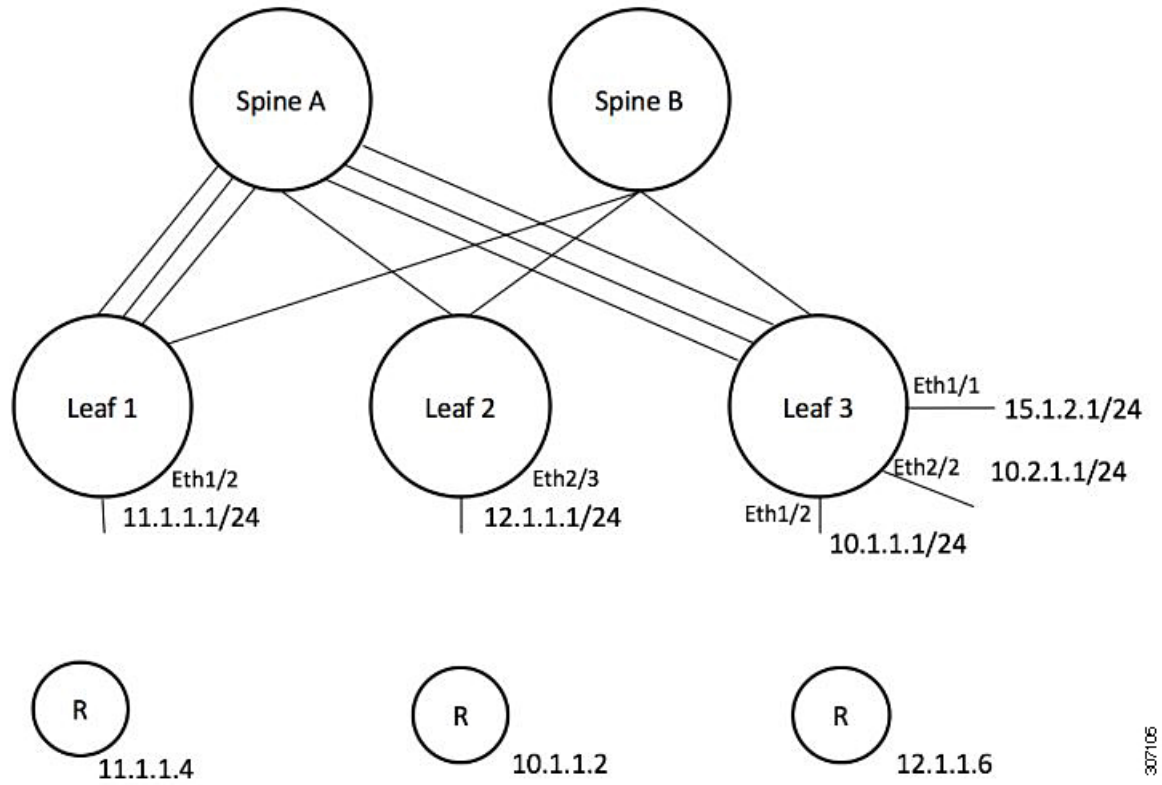 Spine A
Spine B
Leaf 1
Leaf 2
Leaf 3
Eth1/1
15.1.2.1/24
Eth2/2
10.2.1.1/24
Eth1/2
11.1.1.1/24
Eth2/3
12.1.1.1/24
Eth1/2
10.1.1.1/24
R
11.1.1.4
R
10.1.1.2
R
12.1.1.6
307105